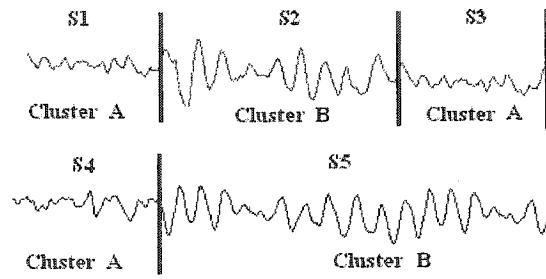 S1 S2 S3
Cluster A Cluster B Cluster A
S4 S5
Cluster A Cluster B